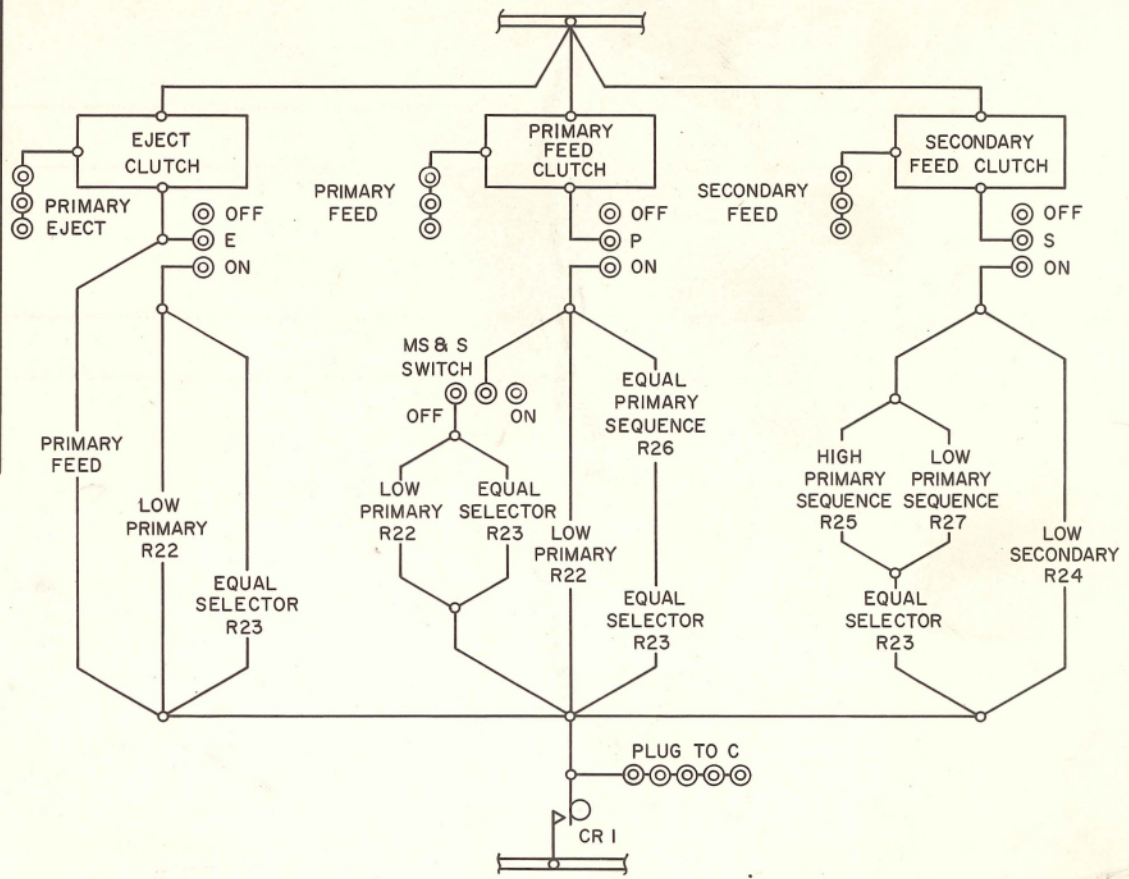 EJECT
CLUTCH
PRIMARY
EJECT
OFF
E
ON
PRIMARY
FEED
LOW
PRIMARY
R22
EQUAL
SELECTOR
R23
PRIMARY
FEED
CLUTCH
PRIMARY
FEED
OFF
P
ON
MS & S
SWITCH
OFF
ON
LOW
PRIMARY
R22
EQUAL
SELECTOR
R23
LOW
PRIMARY
R22
EQUAL
PRIMARY
SEQUENCE
R26
EQUAL
SELECTOR
R23
SECONDARY
FEED CLUTCH
SECONDARY
FEED
OFF
S
ON
HIGH
PRIMARY
SEQUENCE
R25
LOW
PRIMARY
SEQUENCE
R27
EQUAL
SELECTOR
R23
LOW
SECONDARY
R24
PLUG TO C
CR 1